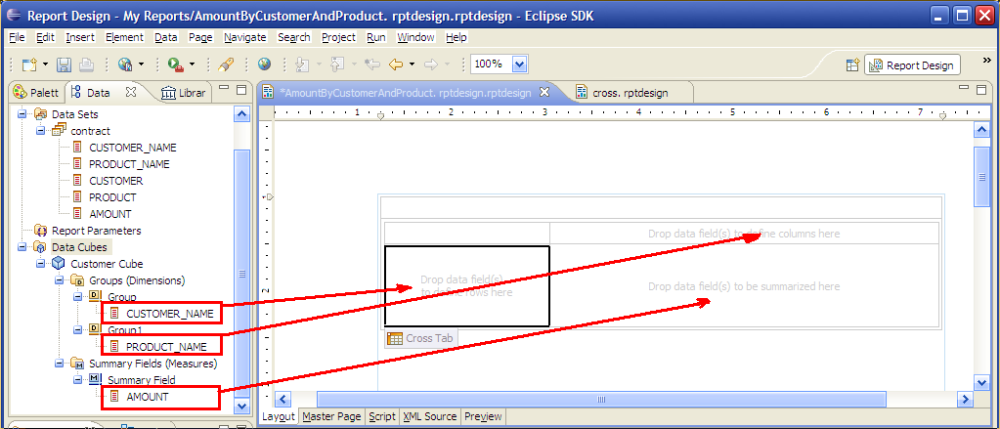 Report Design - My Reports/AmountByCustomerAndProduct. rptdesign.rptdesign - Eclipse SDK
File Edit Insert Element Data Page Navigate Search Project Run Window Help
100% Report Design
Palett Data Librar *AmountByCustomerAndProduct. rptdesign.rptdesign cross. rptdesign
1 2 3 4 5 6 7
Data Sets
contract
CUSTOMER_NAME
PRODUCT_NAME
CUSTOMER
PRODUCT
AMOUNT
Report Parameters
Data Cubes
Customer Cube
Groups (Dimensions)
Group
CUSTOMER_NAME
Group1
PRODUCT_NAME
Summary Fields (Measures)
Summary Field
AMOUNT
2
Drop data field(s) to define columns here
Drop data field(s)
to define rows here
Drop data field(s) to be summarized here
Cross Tab
Layout Master Page Script XML Source Preview